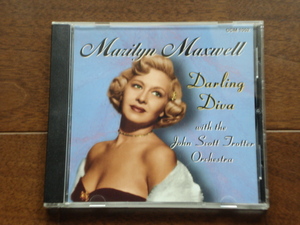 Marilyn Maxwell
Darling
Diva
with the
John Scott Trotter
Orchestra